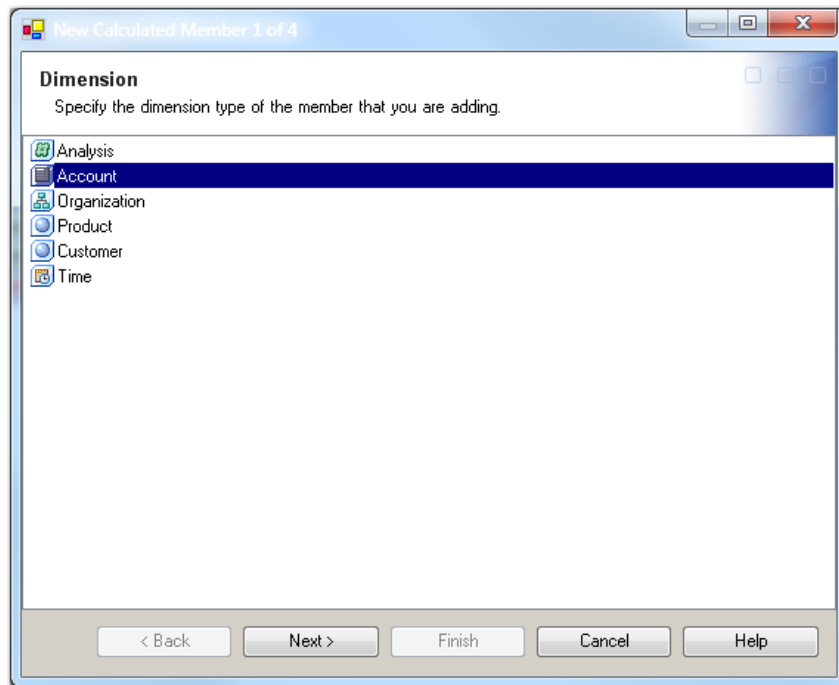 New Calculated Member 1 of 4
Dimension
Specify the dimension type of the member that you are adding.
Analysis
Account
Organization
Product
Customer
Time
< Back Next > Finish Cancel Help